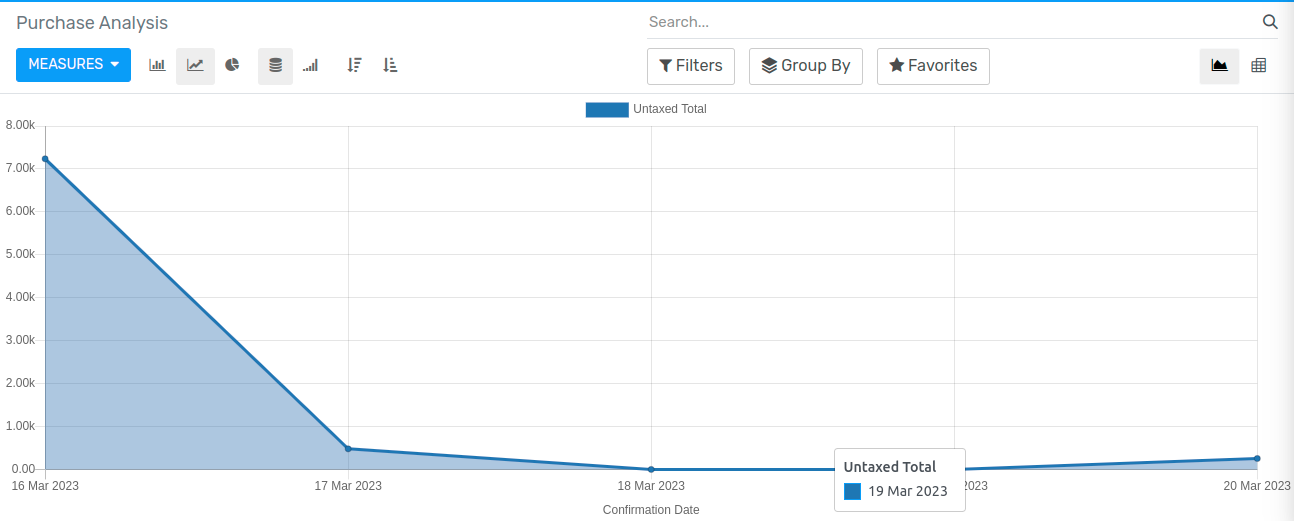 Purchase Analysis
Search...
MEASURES
Filters
Group By
Favorites
Untaxed Total
8.00k
7.00k
6.00k
5.00k
4.00k
3.00k
2.00k
1.00k
0.00
16 Mar 2023
17 Mar 2023
18 Mar 2023
2023
20 Mar 2023
Untaxed Total
19 Mar 2023
Confirmation Date